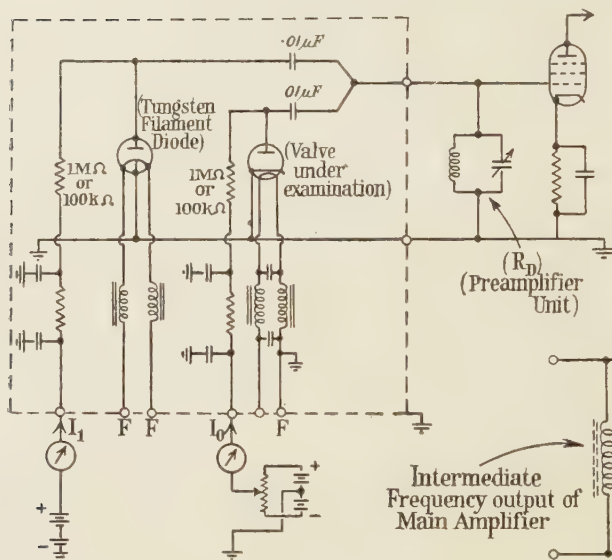 .01μF
.01μF
(Tungsten
Filament
Diode)
(Valve
under
examination)
1MΩ
or
100kΩ
1MΩ
or
100kΩ
(RD)
(Preamplifier
Unit)
I1
F
F
I0
F
+
-
+
-
Intermediate
Frequency output of
Main Amplifier